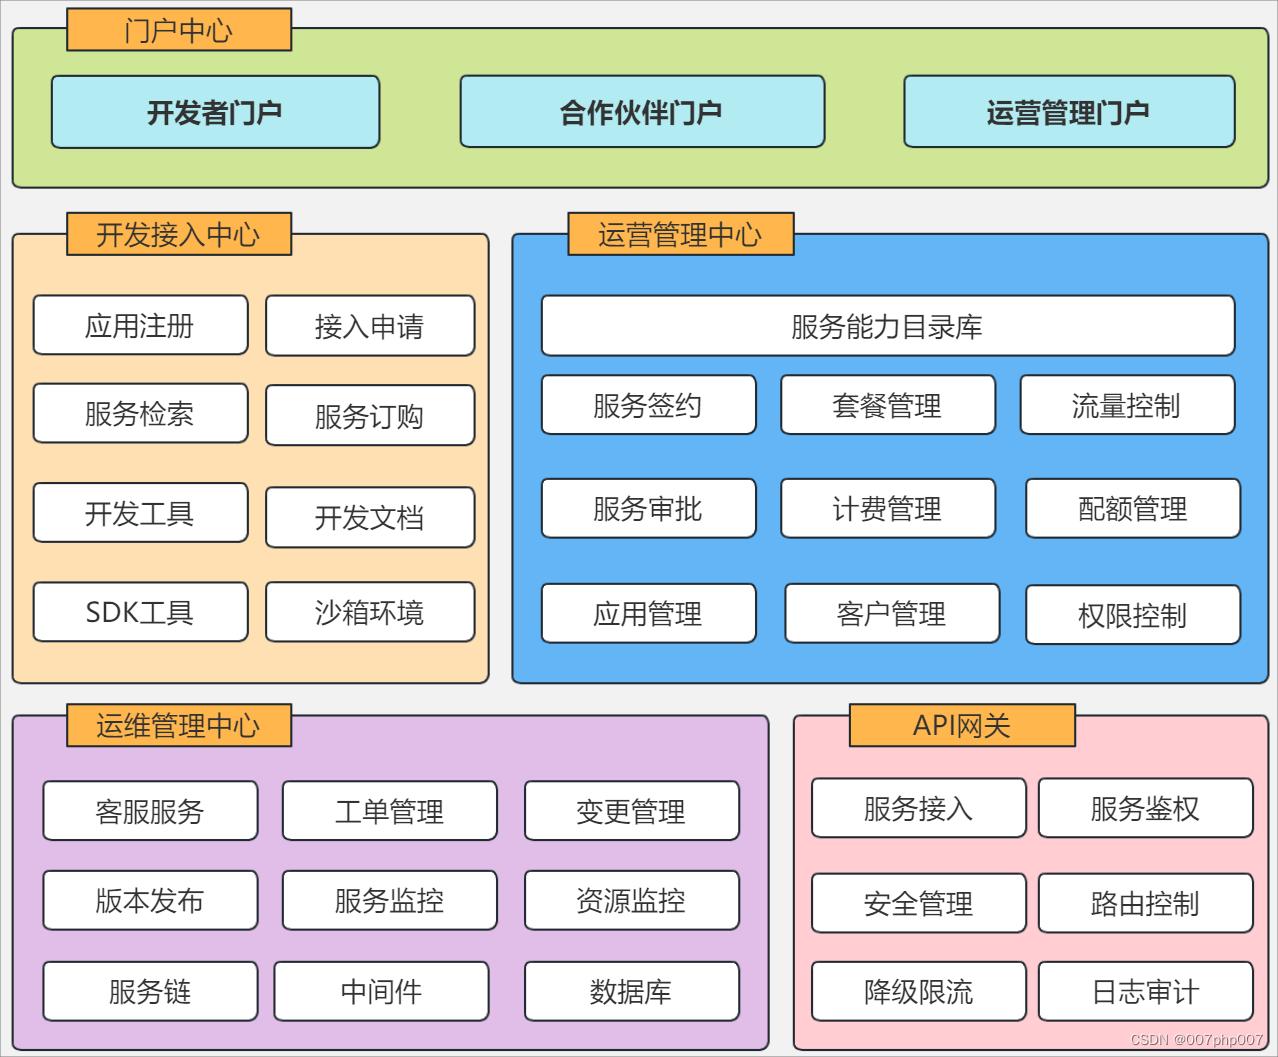 门户中心
开发者门户
合作伙伴门户
运营管理门户
开发接入中心
应用注册
接入申请
服务检索
服务订购
开发工具
开发文档
SDK工具
沙箱环境
运营管理中心
服务能力目录库
服务签约
套餐管理
流量控制
服务审批
计费管理
配额管理
应用管理
客户管理
权限控制
运维管理中心
客服服务
工单管理
变更管理
版本发布
服务监控
资源监控
服务链
中间件
数据库
API网关
服务接入
服务鉴权
安全管理
路由控制
降级限流
日志审计
CSDN @007php007